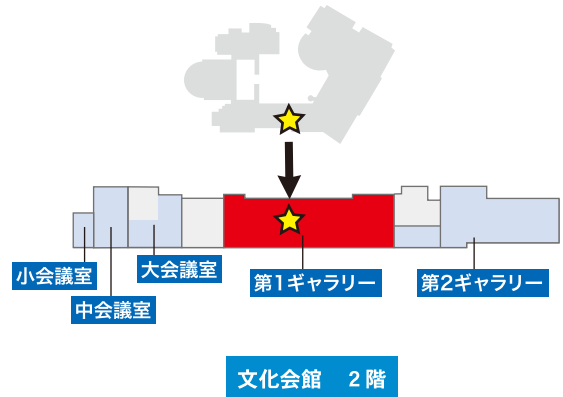 小会議室
中会議室
大会議室
第1ギャラリー
第2ギャラリー
文化会館　2階